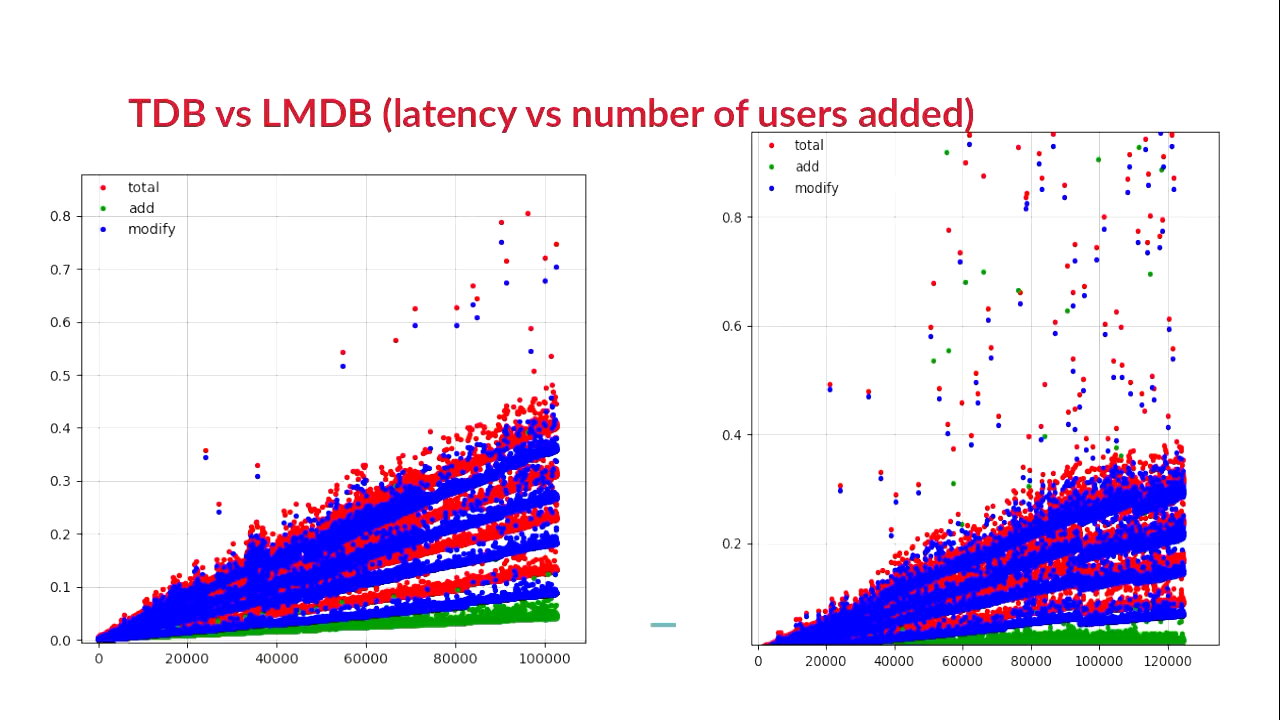 TDB vs LMDB (latency vs number of users added)
total
add
modify
0.8
0.7
0.6
0.5
0.4
0.3
0.2
0.1
0.0
0 20000 40000 60000 80000 100000
total
add
modify
0.8
0.6
0.4
0.2
0 20000 40000 60000 80000 100000 120000